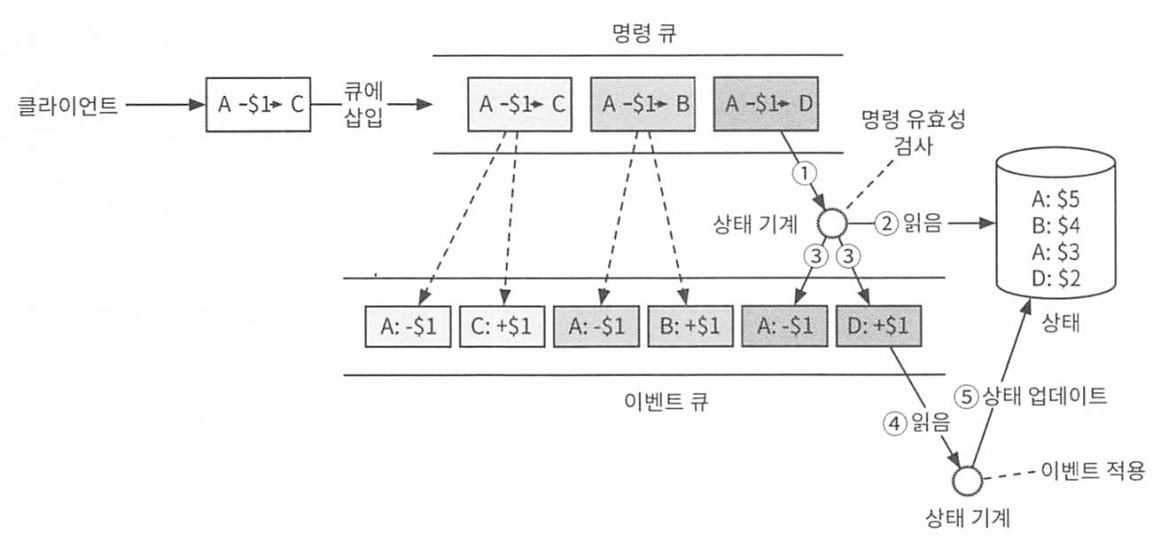 명령 큐
클라이언트
A -$1→ C
큐에
삽입
A -$1→ C
A -$1→ B
A -$1→ D
명령 유효성
검사
①
상태 기계
② 읽음
③
③
A: $5
B: $4
A: $3
D: $2
상태
A: -$1
C: +$1
A: -$1
B: +$1
A: -$1
D: +$1
이벤트 큐
④ 읽음
⑤ 상태 업데이트
이벤트 적용
상태 기계